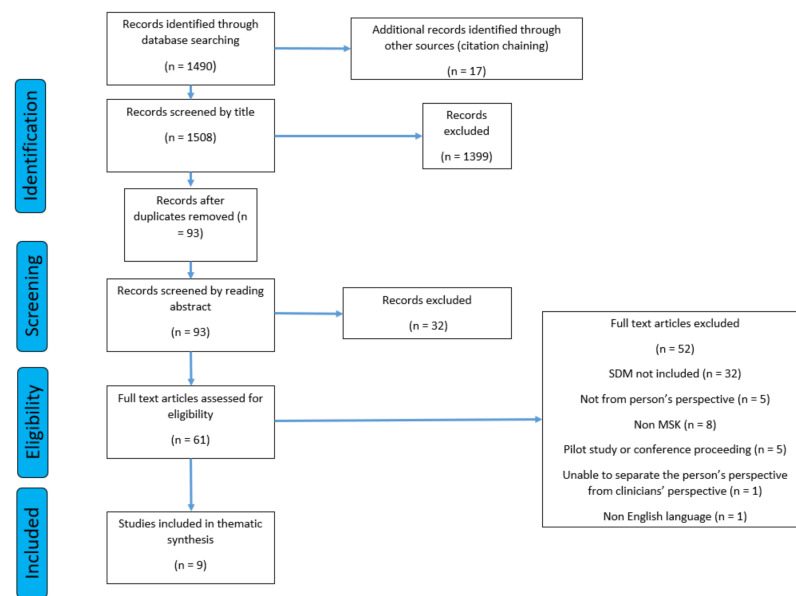 Records identified through
database searching
(n = 1490)
Additional records identified through
other sources (citation chaining)
(n = 17)
Identification
Records screened by title
(n = 1508)
Records
excluded
(n = 1399)
Records after
duplicates removed (n
= 93)
Screening
Records screened by reading
abstract
(n = 93)
Records excluded
(n = 32)
Full text articles excluded
(n = 52)
SDM not included (n = 32)
Not from person’s perspective (n = 5)
Non MSK (n = 8)
Pilot study or conference proceeding (n = 5)
Unable to separate the person’s perspective
from clinicians’ perspective (n = 1)
Non English language (n = 1)
Eligibility
Full text articles assessed for
eligibility
(n = 61)
Included
Studies included in thematic
synthesis
(n = 9)